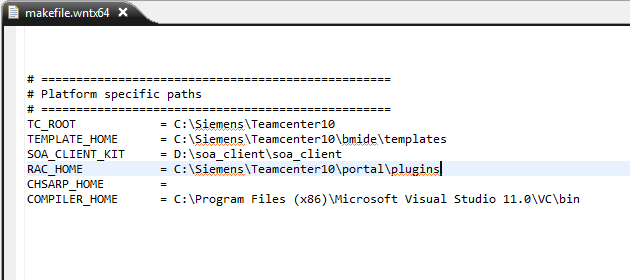 makefile.wntx64
# ==================================================
# Platform specific paths
# ==================================================
TC_ROOT = C:\Siemens\Teamcenter10
TEMPLATE_HOME = C:\Siemens\Teamcenter10\bmide\templates
SOA_CLIENT_KIT = D:\soa_client\soa_client
RAC_HOME = C:\Siemens\Teamcenter10\portal\plugins
CHSARP_HOME =
COMPILER_HOME = C:\Program Files (x86)\Microsoft Visual Studio 11.0\VC\bin